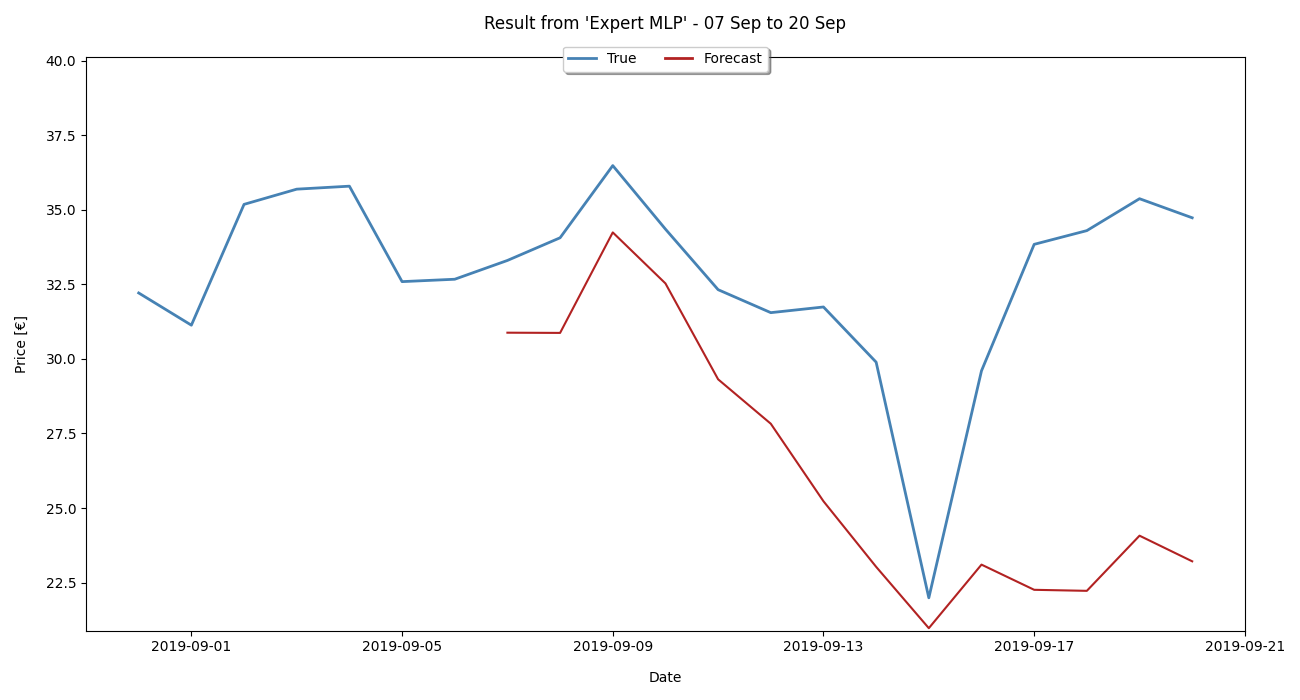 Result from 'Expert MLP' - 07 Sep to 20 Sep
True Forecast
40.0
37.5
35.0
32.5
30.0
27.5
25.0
22.5
Price [€]
2019-09-01 2019-09-05 2019-09-09 2019-09-13 2019-09-17 2019-09-21
Date